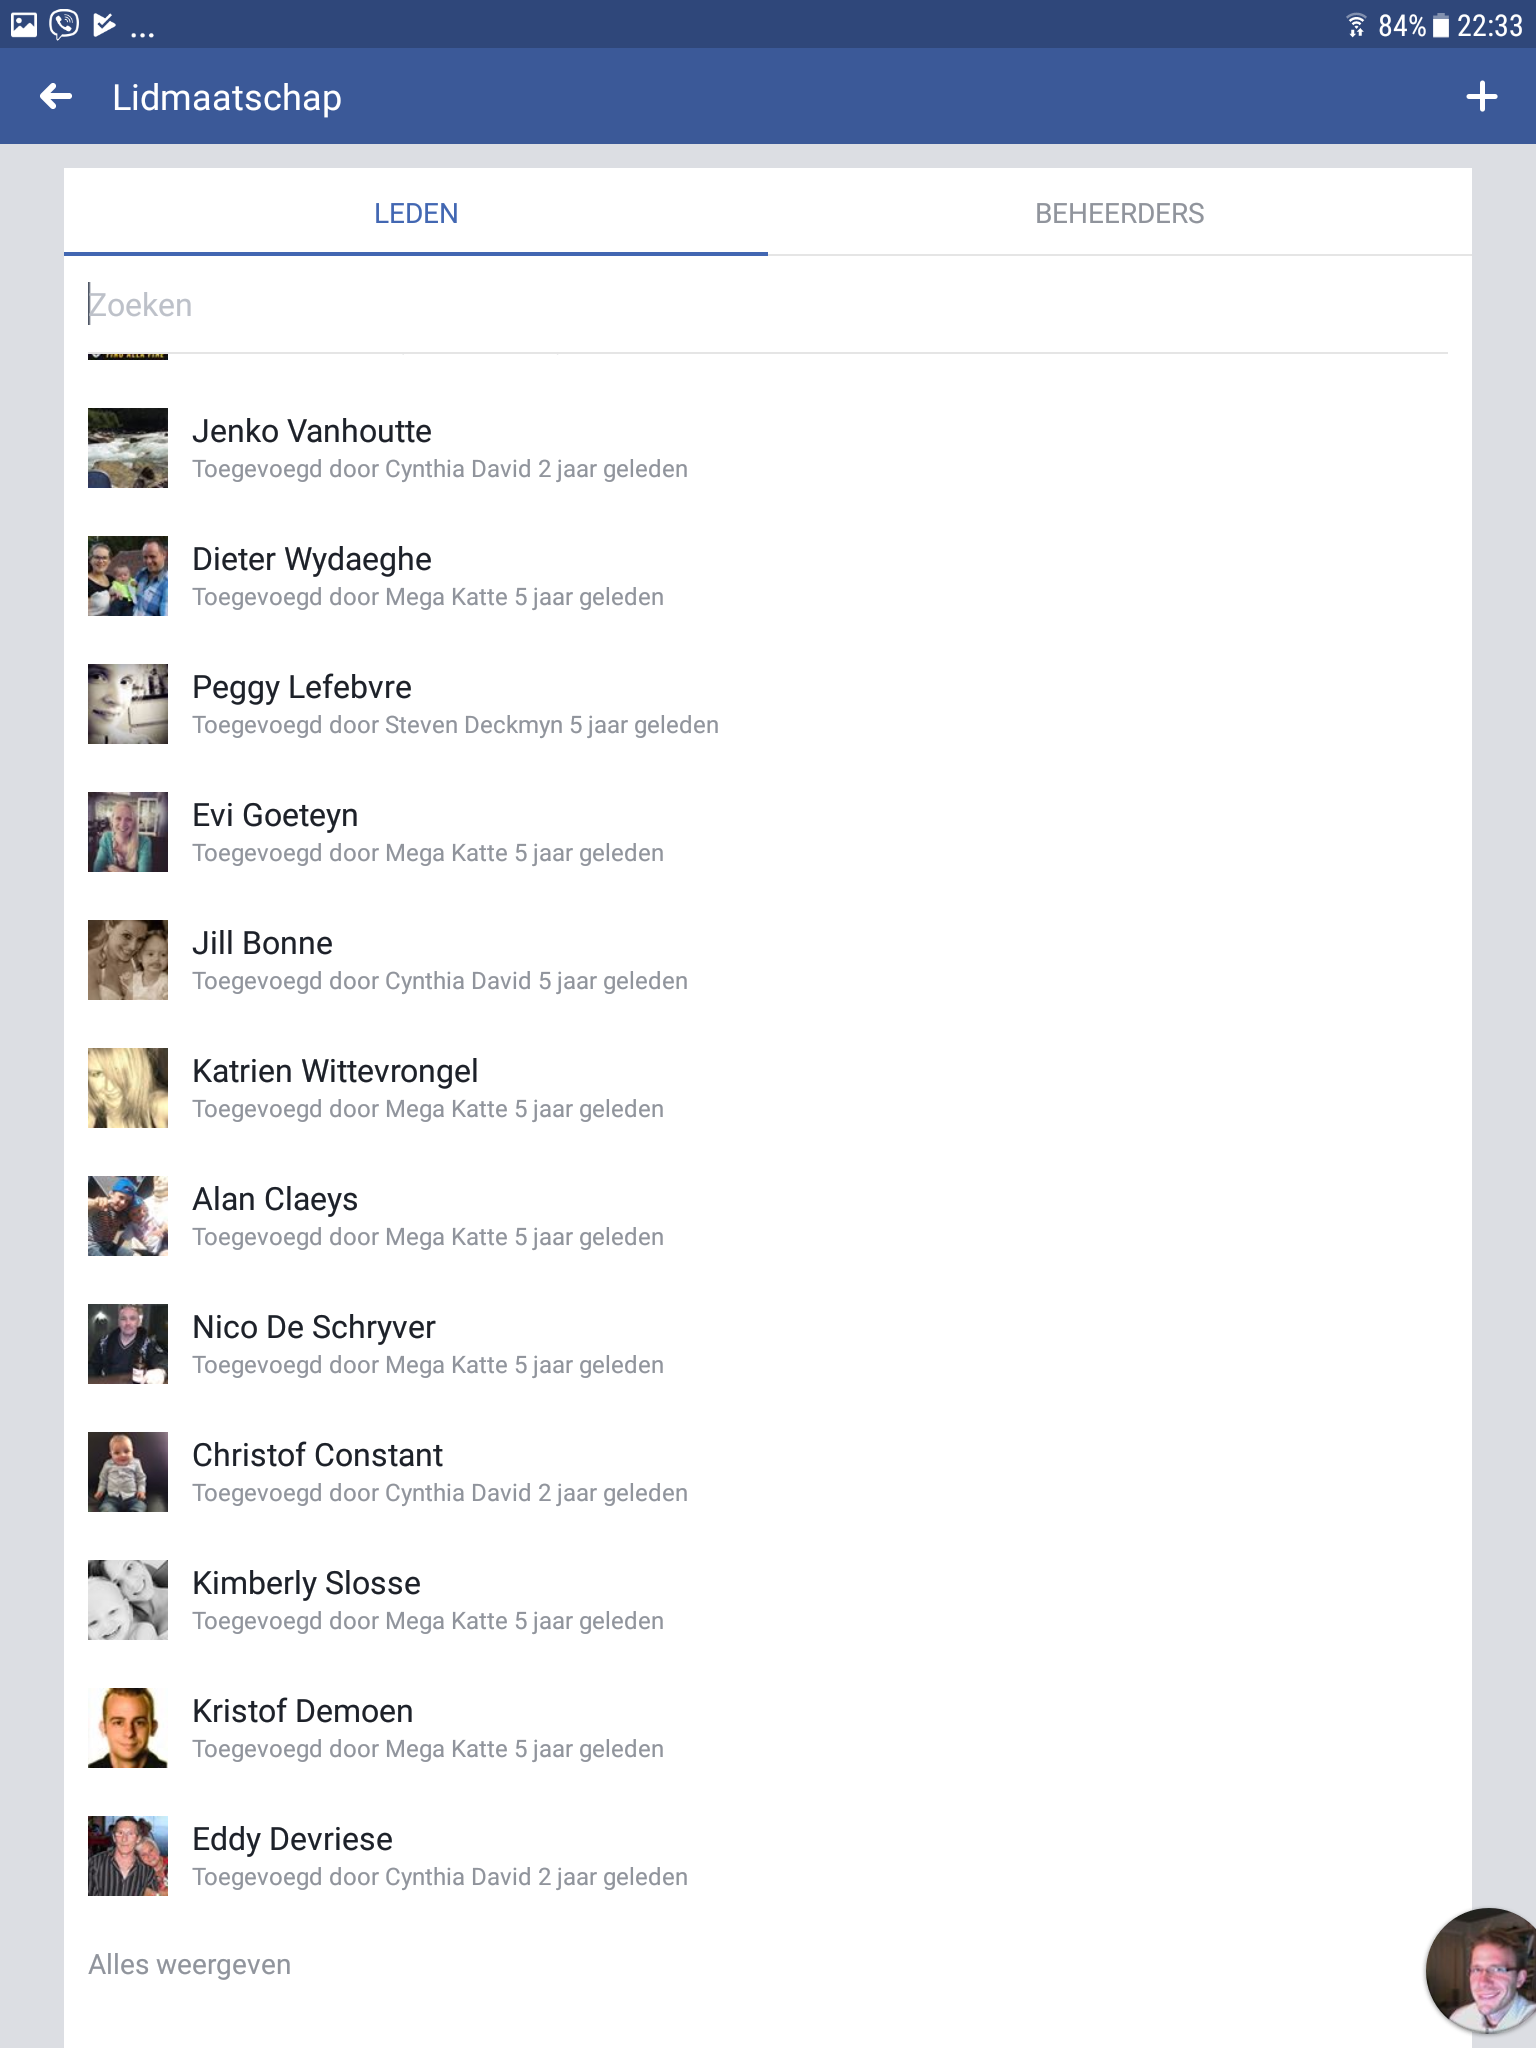 ...
84% 22:33
Lidmaatschap
LEDEN
BEHEERDERS
Zoeken
Jenko Vanhoutte
Toegevoegd door Cynthia David 2 jaar geleden
Dieter Wydaeghe
Toegevoegd door Mega Katte 5 jaar geleden
Peggy Lefebvre
Toegevoegd door Steven Deckmyn 5 jaar geleden
Evi Goeteyn
Toegevoegd door Mega Katte 5 jaar geleden
Jill Bonne
Toegevoegd door Cynthia David 5 jaar geleden
Katrien Wittevrongel
Toegevoegd door Mega Katte 5 jaar geleden
Alan Claeys
Toegevoegd door Mega Katte 5 jaar geleden
Nico De Schryver
Toegevoegd door Mega Katte 5 jaar geleden
Christof Constant
Toegevoegd door Cynthia David 2 jaar geleden
Kimberly Slosse
Toegevoegd door Mega Katte 5 jaar geleden
Kristof Demoen
Toegevoegd door Mega Katte 5 jaar geleden
Eddy Devriese
Toegevoegd door Cynthia David 2 jaar geleden
Alles weergeven